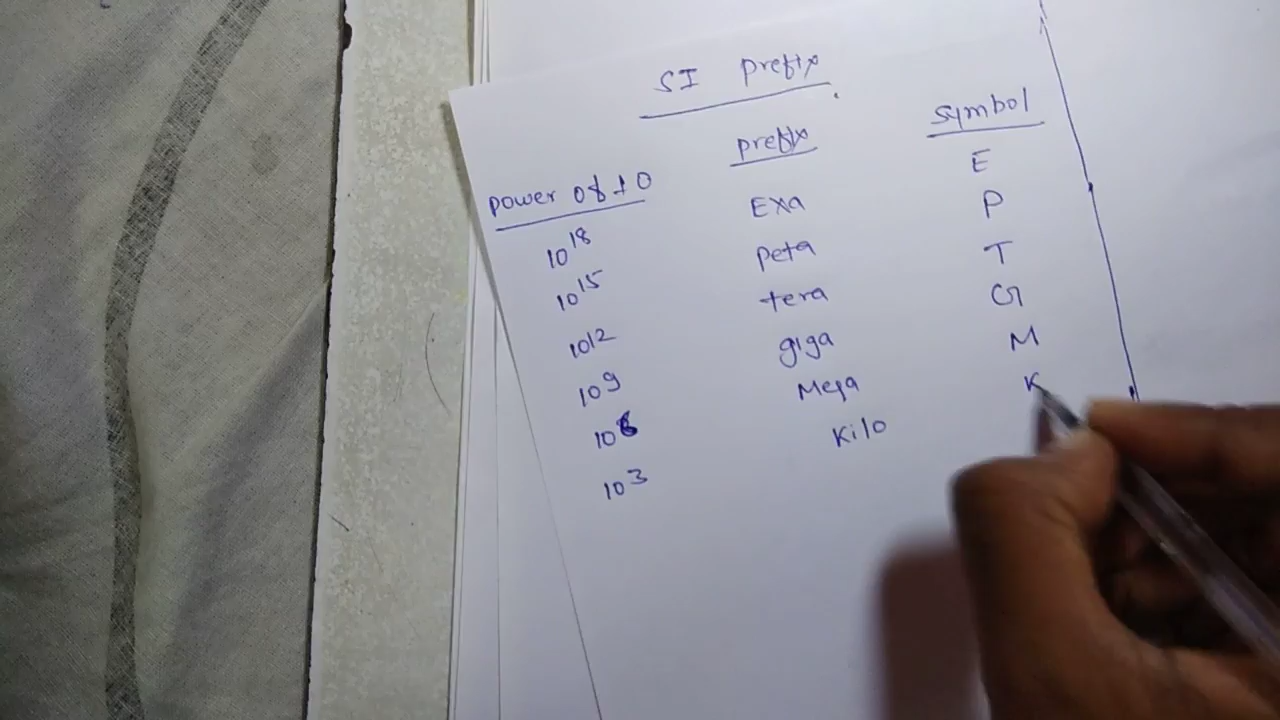 SI prefix
power of 10 prefix symbol
10^18 Exa E
10^15 peta P
10^12 tera T
10^9 giga G
10^6 Mega M
10^3 Kilo K